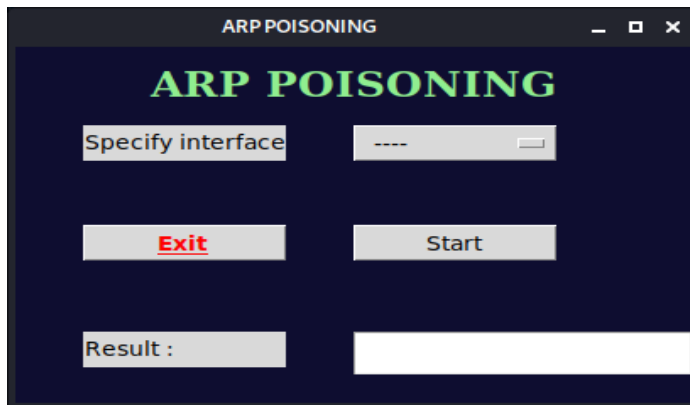 ARP POISONING
ARP POISONING
Specify interface ----
Exit Start
Result :